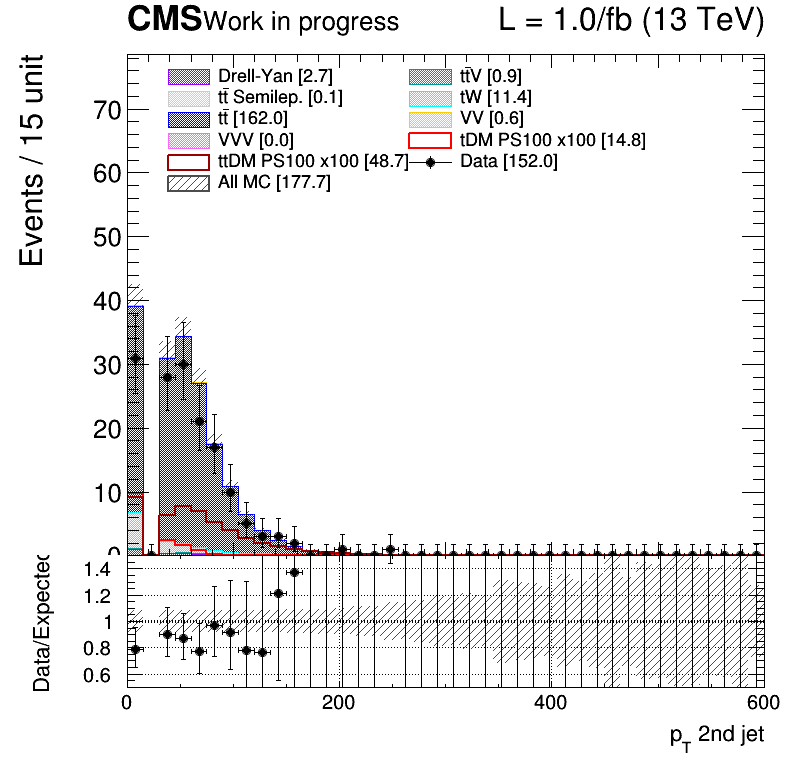 CMS Work in progress L = 1.0/fb (13 TeV)
Events / 15 unit
Drell-Yan [2.7] tt̄V [0.9]
tt̄ Semilep. [0.1] tW [11.4]
tt̄ [162.0] VV [0.6]
VVV [0.0] tDM PS100 x100 [14.8]
ttDM PS100 x100 [48.7] Data [152.0]
All MC [177.7]
70
60
50
40
30
20
10
0
Data/Expected
1.4
1.2
1
0.8
0.6
0 200 400 600
p_T 2nd jet